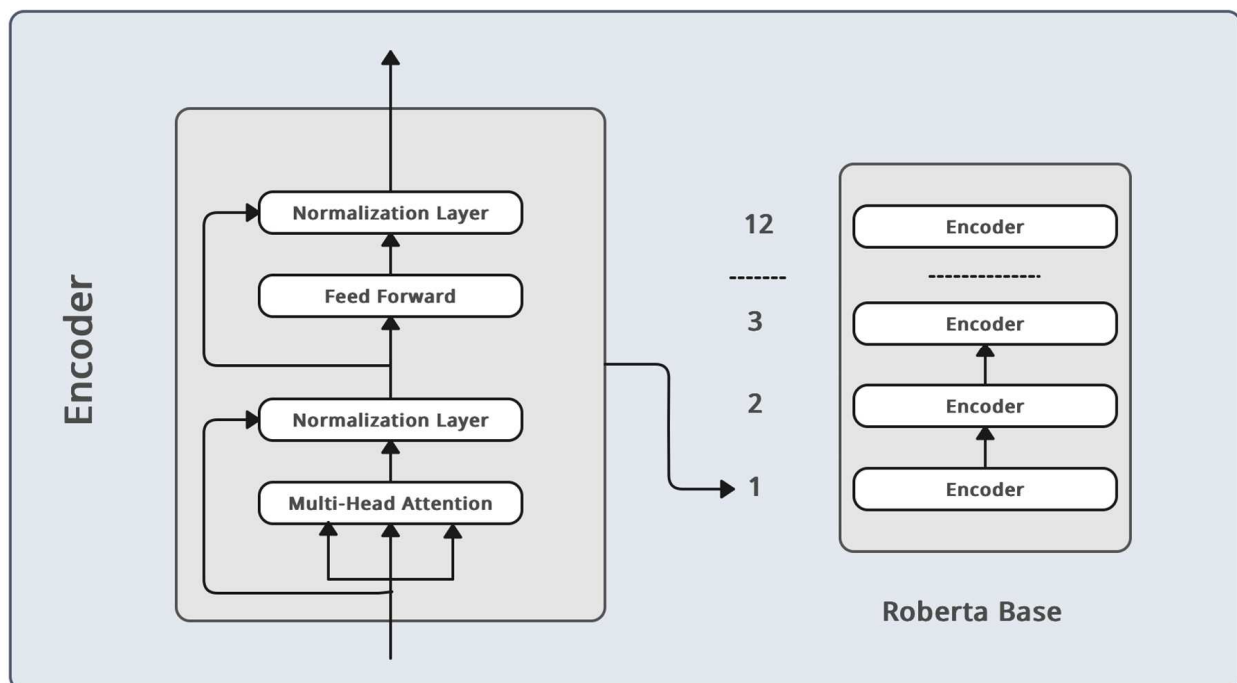 Encoder
Normalization Layer
Feed Forward
Normalization Layer
Multi-Head Attention
12
Encoder
3
Encoder
2
Encoder
1
Encoder
Roberta Base